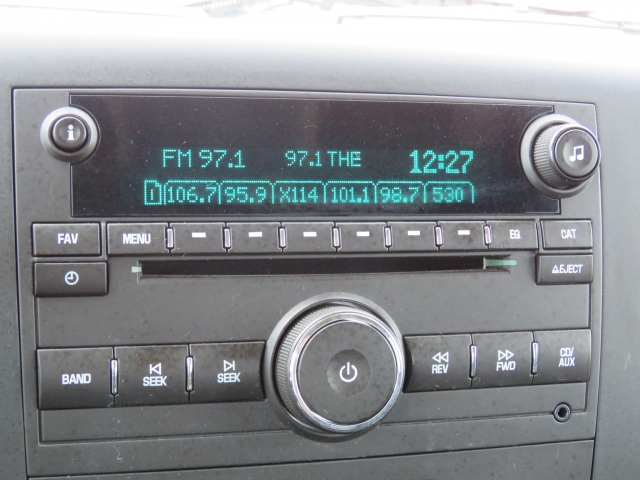 i
FM 97.1 97.1 THE 12:27
1 106.7 95.9 X114 101.1 98.7 530
FAV MENU EQ CAT
△EJECT
BAND SEEK SEEK REV FWD CD/AUX